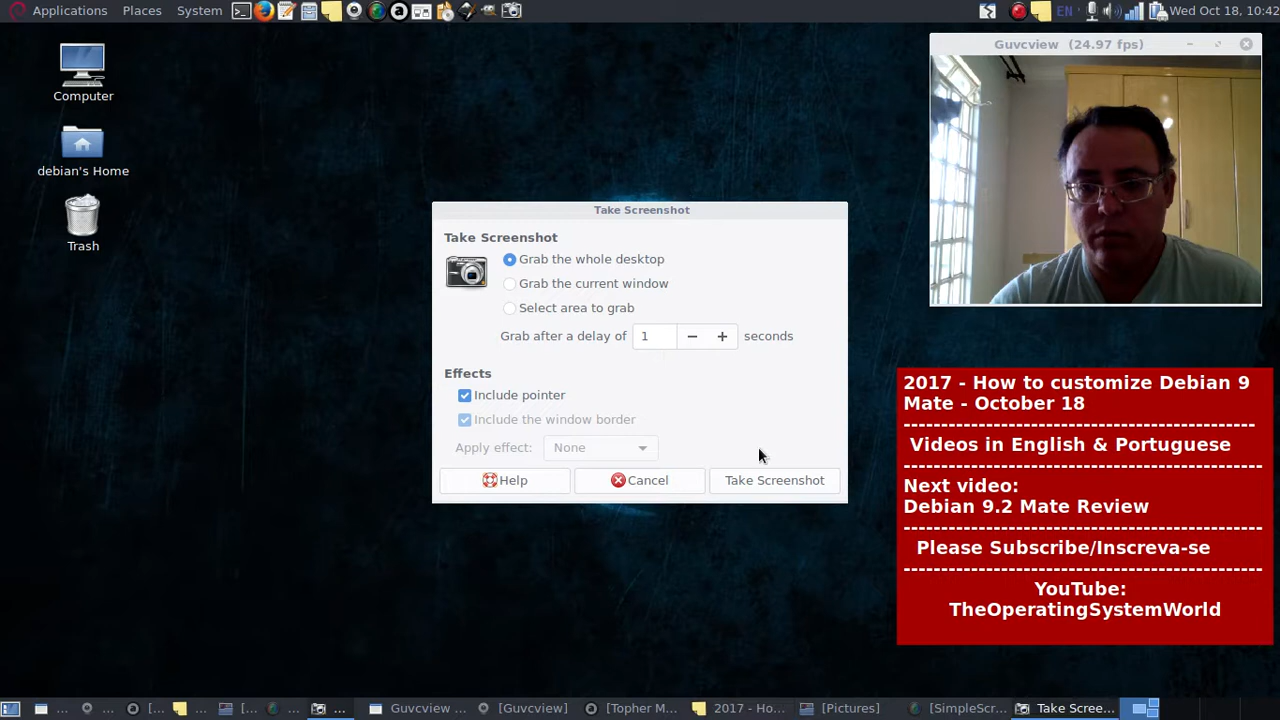 Applications Places System EN Wed Oct 18, 10:42
Guvcview (24.97 fps)
Computer
debian's Home
Trash
Take Screenshot
Take Screenshot
Grab the whole desktop
Grab the current window
Select area to grab
Grab after a delay of 1 seconds
Effects
Include pointer
Include the window border
Apply effect: None
Help Cancel Take Screenshot
2017 - How to customize Debian 9
Mate - October 18
-------------------------------------------
Videos in English & Portuguese
--------------------------------------------
Next video:
Debian 9.2 Mate Review
--------------------------------------------
Please Subscribe/Inscreva-se
--------------------------------------------
YouTube:
TheOperatingSystemWorld
... ... [... ... [... ... ... Guvcview ... [Guvcview] [Topher M... 2017 - Ho... [Pictures] [SimpleScr... Take Scree...